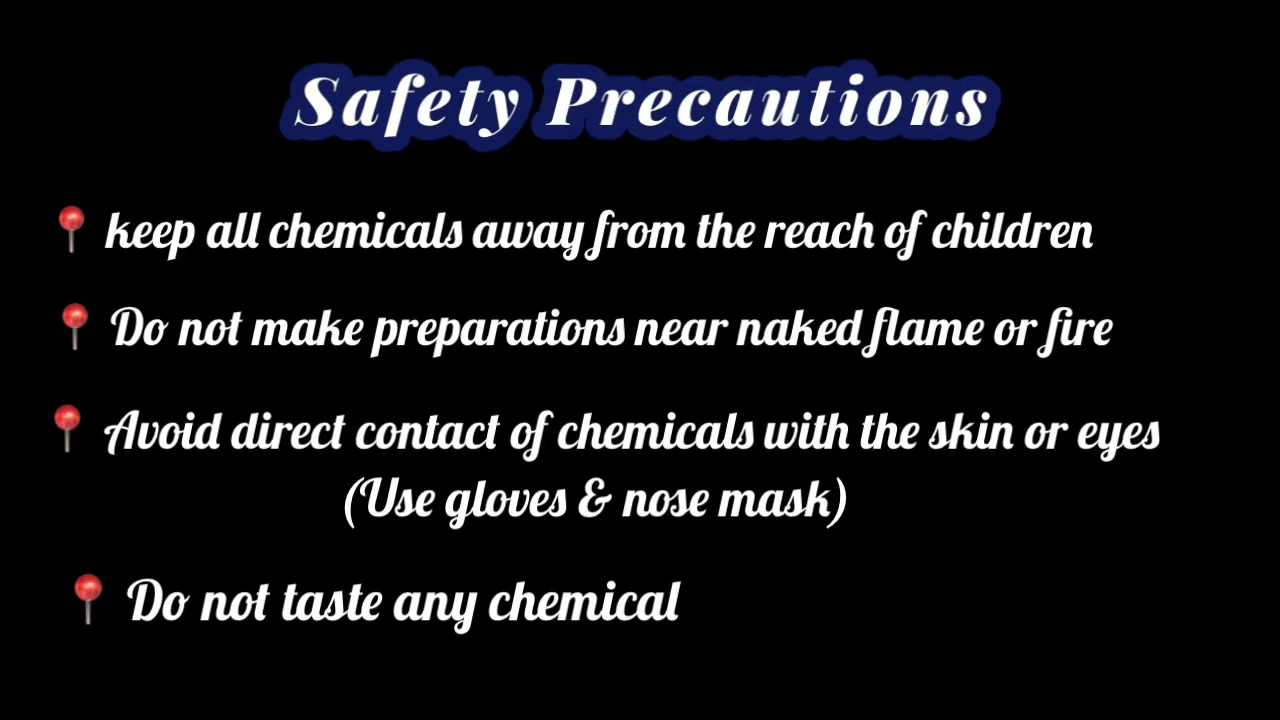 Safety Precautions
📍 keep all chemicals away from the reach of children
📍 Do not make preparations near naked flame or fire
📍 Avoid direct contact of chemicals with the skin or eyes
(Use gloves & nose mask)
📍 Do not taste any chemical